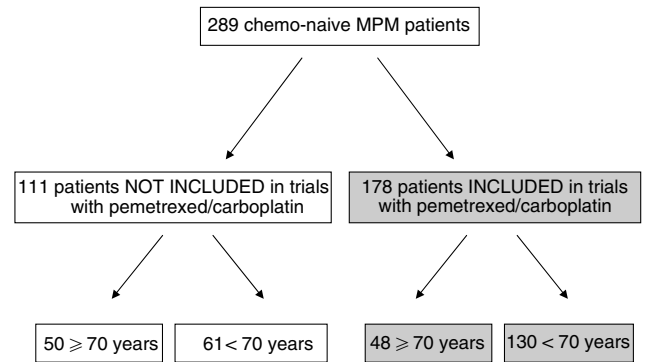 289 chemo-naive MPM patients
111 patients NOT INCLUDED in trials
with pemetrexed/carboplatin
178 patients INCLUDED in trials
with pemetrexed/carboplatin
50 ⩾ 70 years
61 < 70 years
48 ⩾ 70 years
130 < 70 years